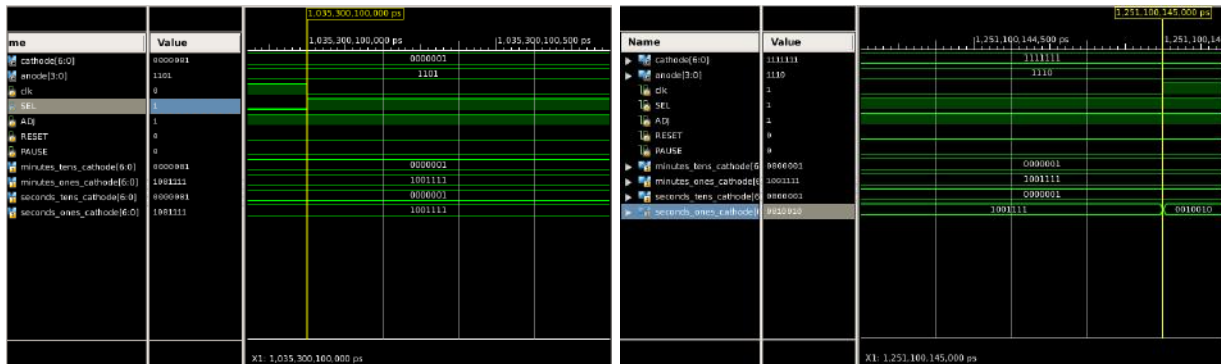 1,035,300,100,000 ps
me Value
1,035,300,100,000 ps 1,035,300,100,500 ps
cathode[6:0] 0000001 0000001
anode[3:0] 1101 1101
clk 0
SEL 1
ADJ 1
RESET 0
PAUSE 0
minutes_tens_cathode[6:0] 0000001 0000001
minutes_ones_cathode[6:0] 1001111 1001111
seconds_tens_cathode[6:0] 0000001 0000001
seconds_ones_cathode[6:0] 1001111 1001111
X1: 1,035,300,100,000 ps
1,251,100,145,000 ps
Name Value
1,251,100,144,500 ps 1,251,100,14
cathode[6:0] 1111111 1111111
anode[3:0] 1110 1110
clk 1
SEL 1
ADJ 1
RESET 0
PAUSE 0
minutes_tens_cathode[6 0000001 0000001
minutes_ones_cathode[6 1001111 1001111
seconds_tens_cathode[6 0000001 0000001
seconds_ones_cathode[ 0010010 1001111 0010010
X1: 1,251,100,145,000 ps